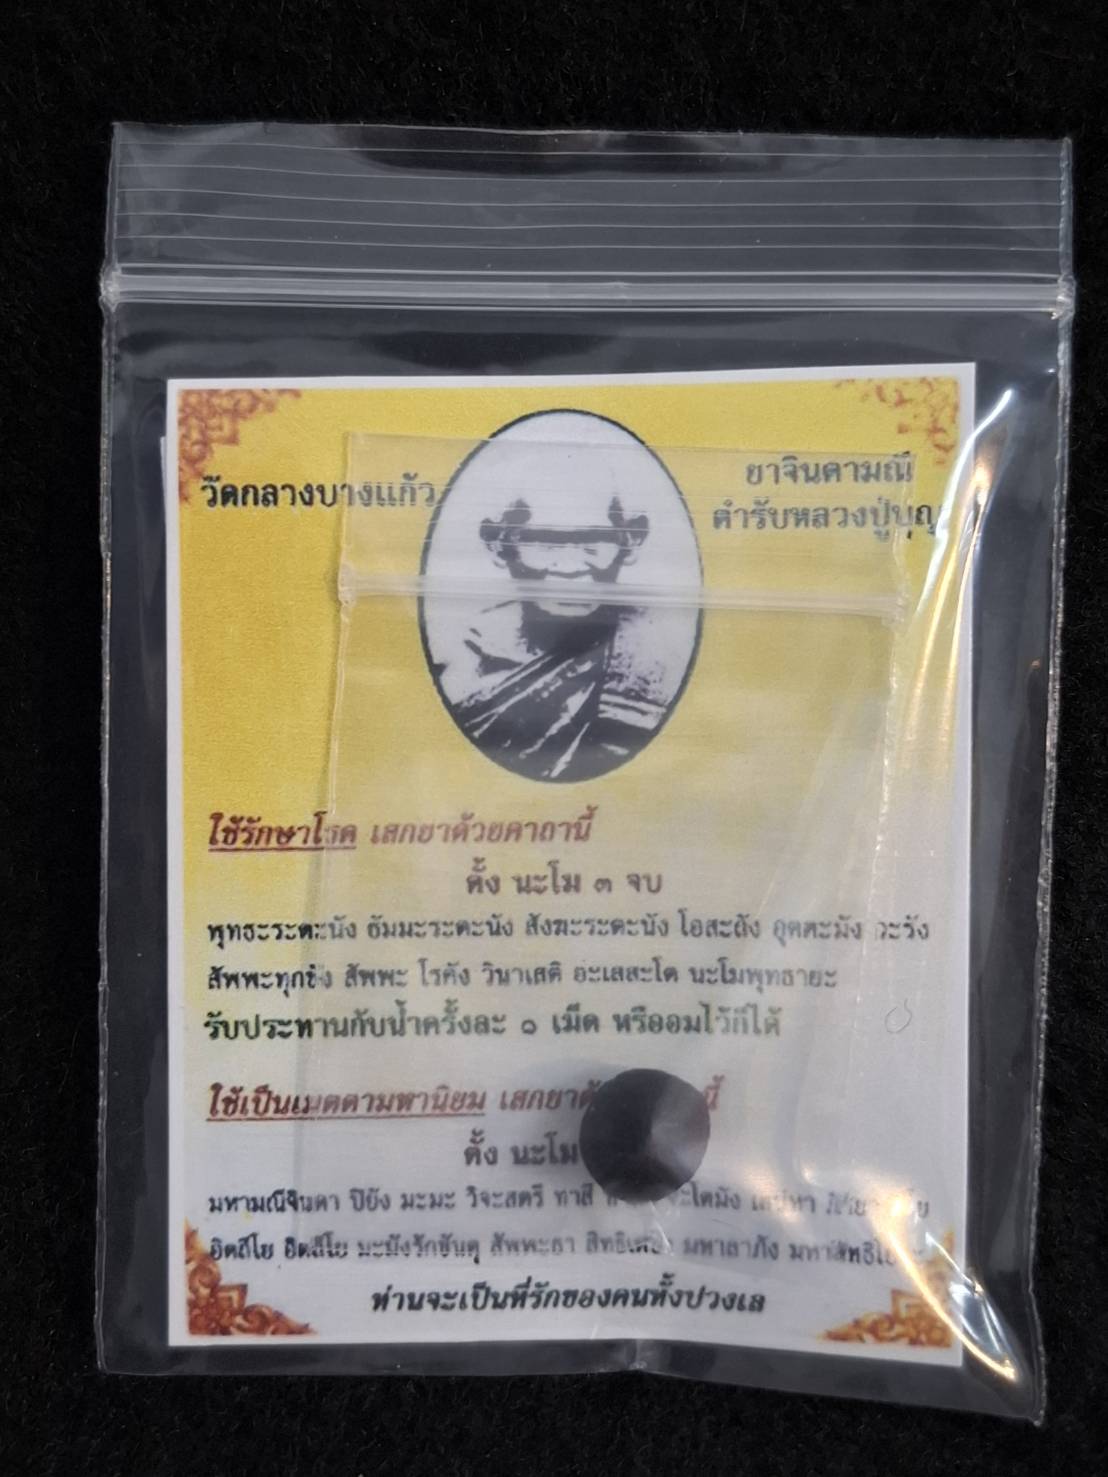 วัดกลางบางแก้ว
ยาจินดามณี
ตำรับหลวงปู่บุญ
ใช้รักษาโรค เสกยาด้วยคาถานี้
ตั้ง นะโม ๓ จบ
พุทธะระตะนัง ธัมมะระตะนัง สังฆะระตะนัง โอสะถัง อุตตะมัง วะรัง
สัพพะทุกขัง สัพพะ โรคัง วินาเสติ อะเสสะโต นะโมพุทธายะ
รับประทานกับน้ำครั้งละ ๑ เม็ด หรืออมไว้ก็ได้
ใช้เป็นเมตตามหานิยม เสกยาด้
ตั้ง นะโม
มหามณีจินดา ปิยัง มะมะ วิจะสตรี ทาสี จะโตมัง เสน่หา
อิตถีโย อิตถีโย มะมังรักขันตุ สัพพะธา สิทธิ มหาลาภัง
ท่านจะเป็นที่รักของคนทั้งปวงเล